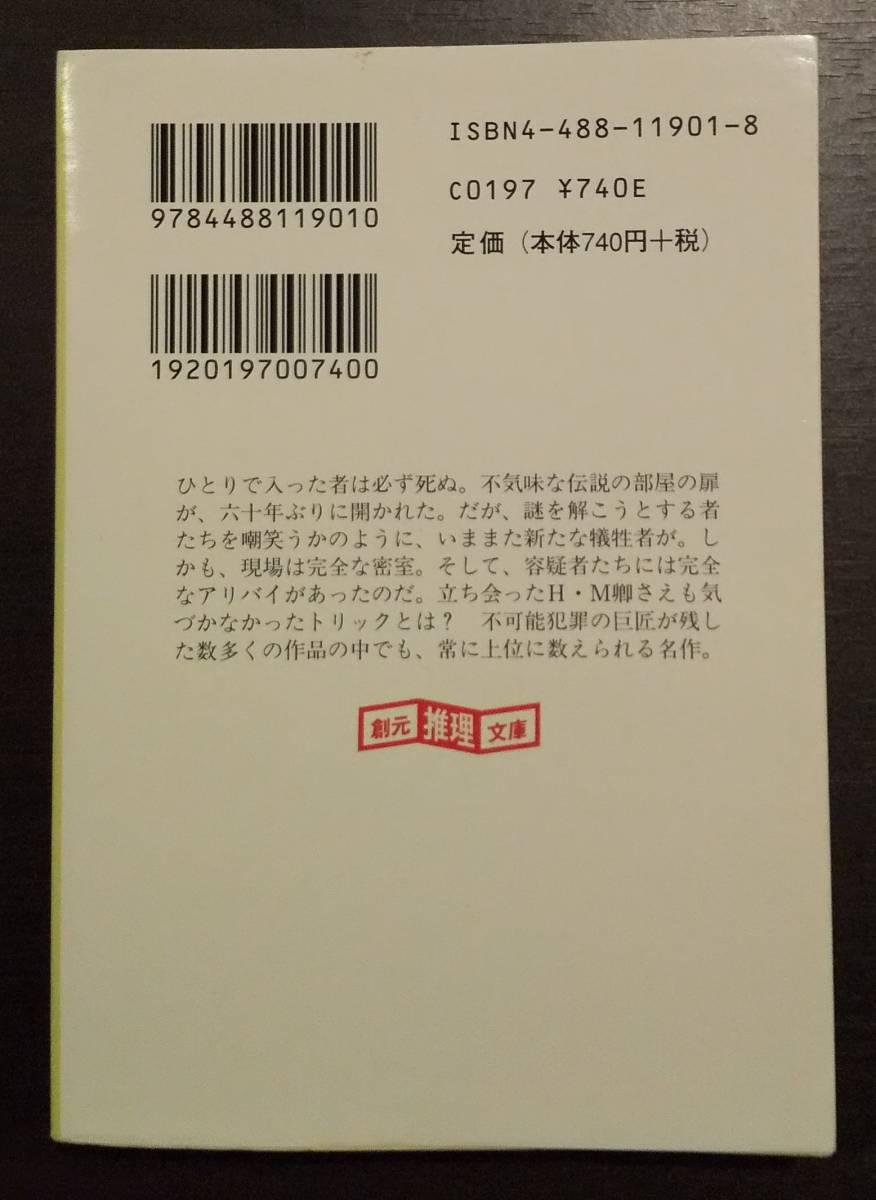 ISBN4-488-11901-8
9784488119010
C0197 ¥740E
定価（本体740円＋税）
1920197007400
ひとりで入った者は必ず死ぬ。不気味な伝説の部屋の扉
が、六十年ぶりに開かれた。だが、謎を解こうとする者
たちを嘲笑うかのように、いままた新たな犠牲者が。し
かも、現場は完全な密室。そして、容疑者たちには完全
なアリバイがあったのだ。立ち会ったH・M卿さえも気
づかなかったトリックとは？　不可能犯罪の巨匠が残し
た数多くの作品の中でも、常に上位に数えられる名作。
創元推理文庫